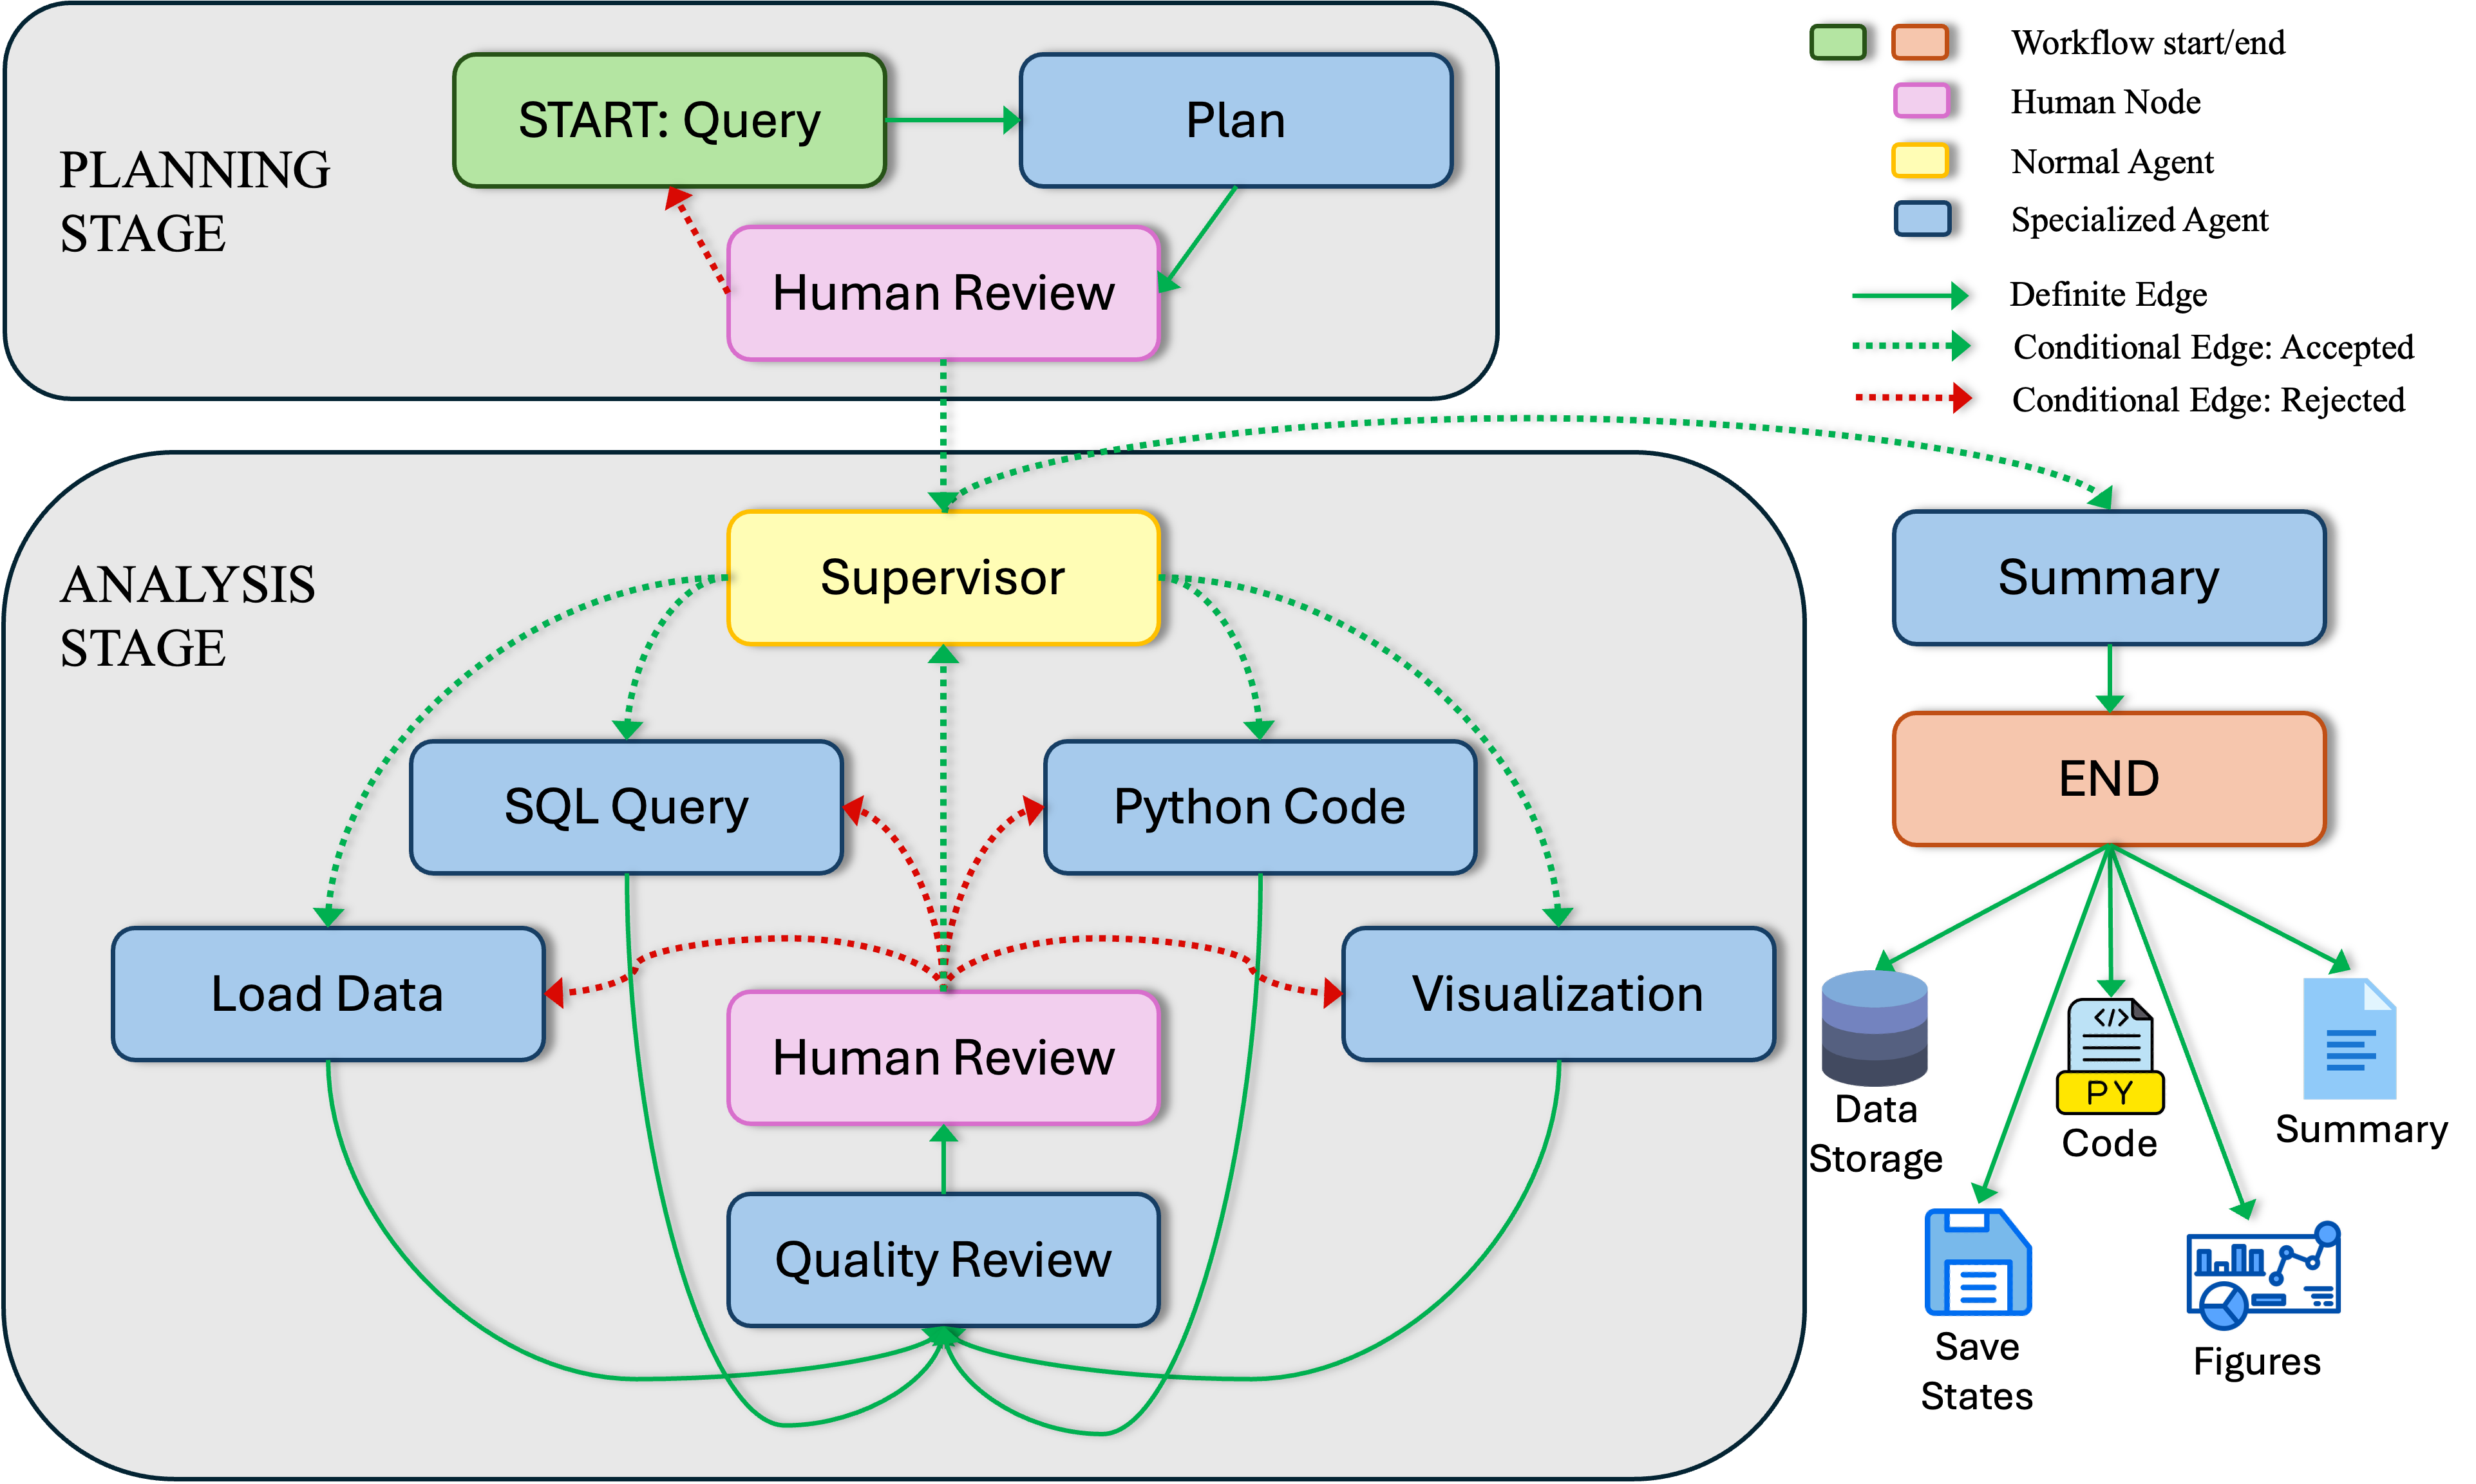 PLANNING
STAGE
START: Query
Plan
Human Review
Workflow start/end
Human Node
Normal Agent
Specialized Agent
Definite Edge
Conditional Edge: Accepted
Conditional Edge: Rejected
ANALYSIS
STAGE
Supervisor
SQL Query
Python Code
Load Data
Human Review
Visualization
Quality Review
Summary
END
Data
Storage
</>
PY
Code
Summary
Save
States
Figures